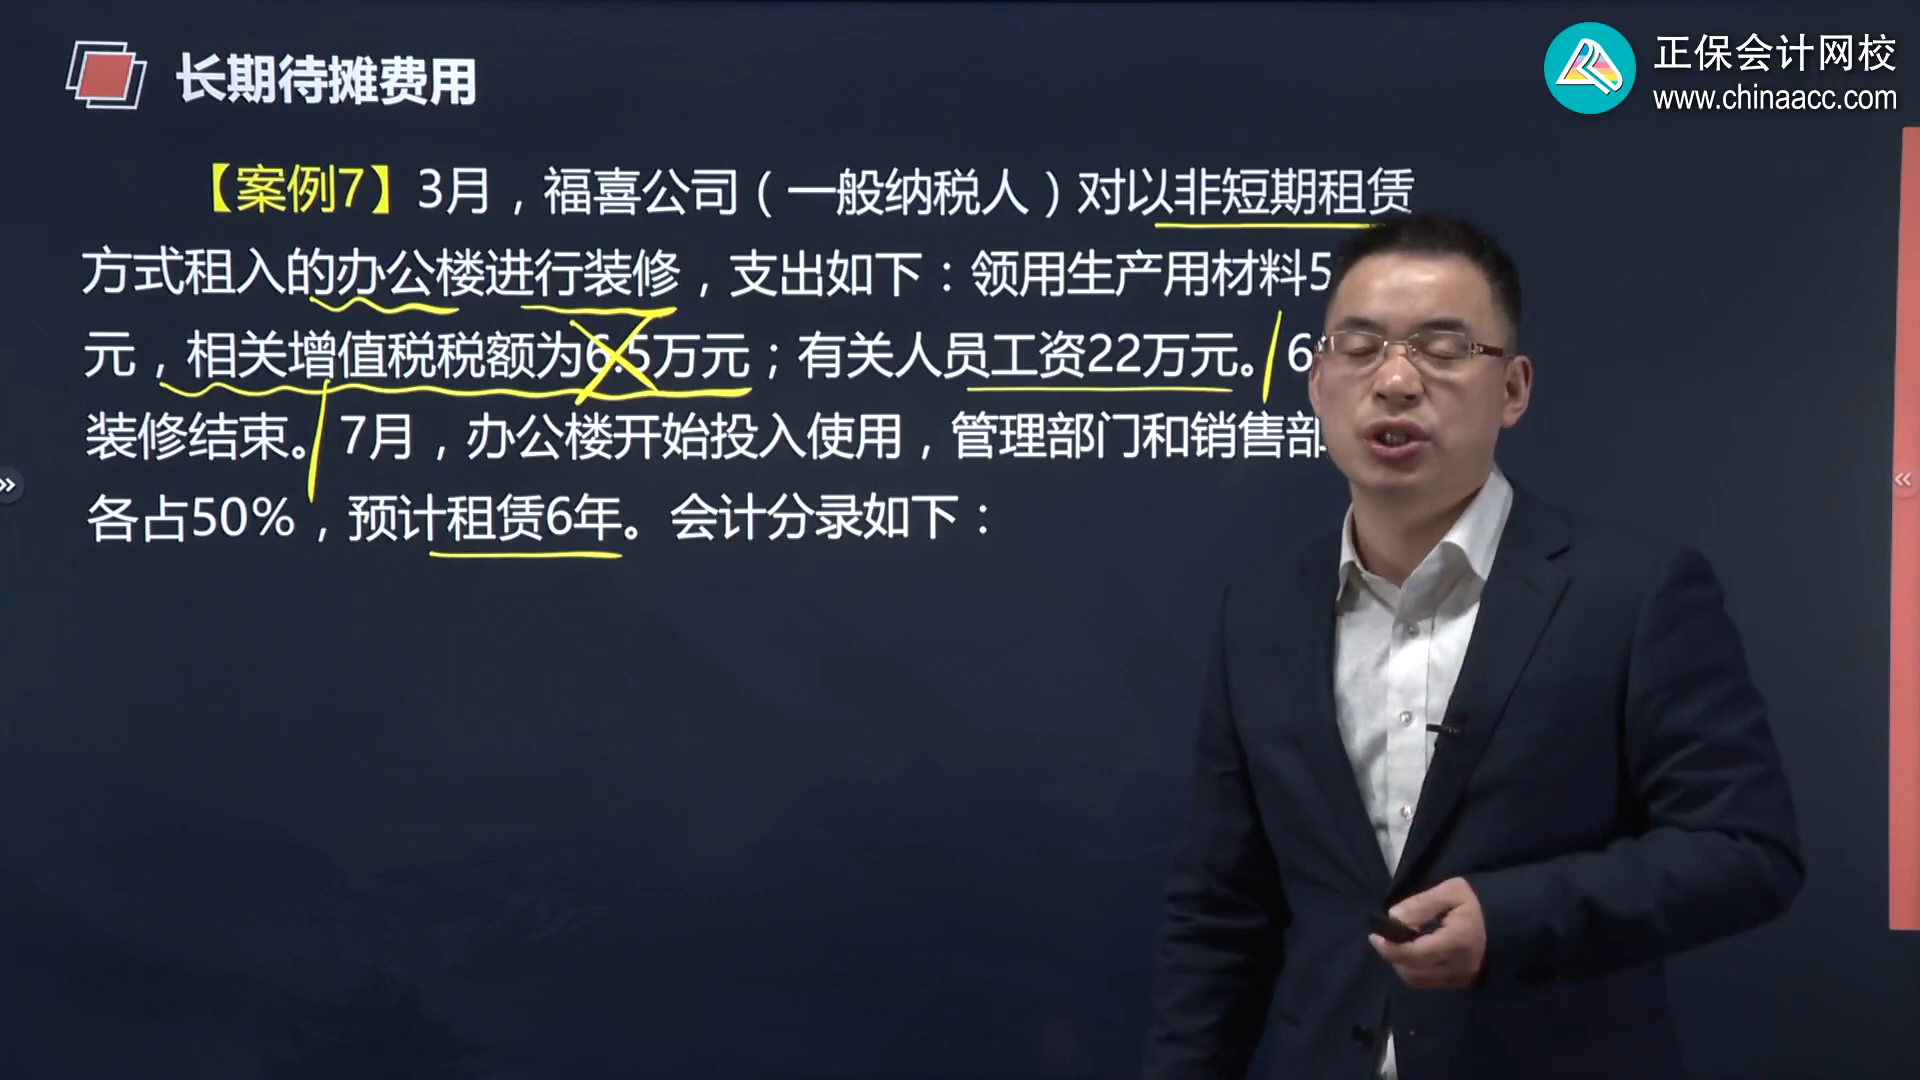 长期待摊费用
正保会计网校
www.chinaacc.com
【案例7】3月，福喜公司（一般纳税人）对以非短期租赁
方式租入的办公楼进行装修，支出如下：领用生产用材料5
元，相关增值税税额为6.5万元；有关人员工资22万元。6
装修结束。7月，办公楼开始投入使用，管理部门和销售部
各占50%，预计租赁6年。会计分录如下：